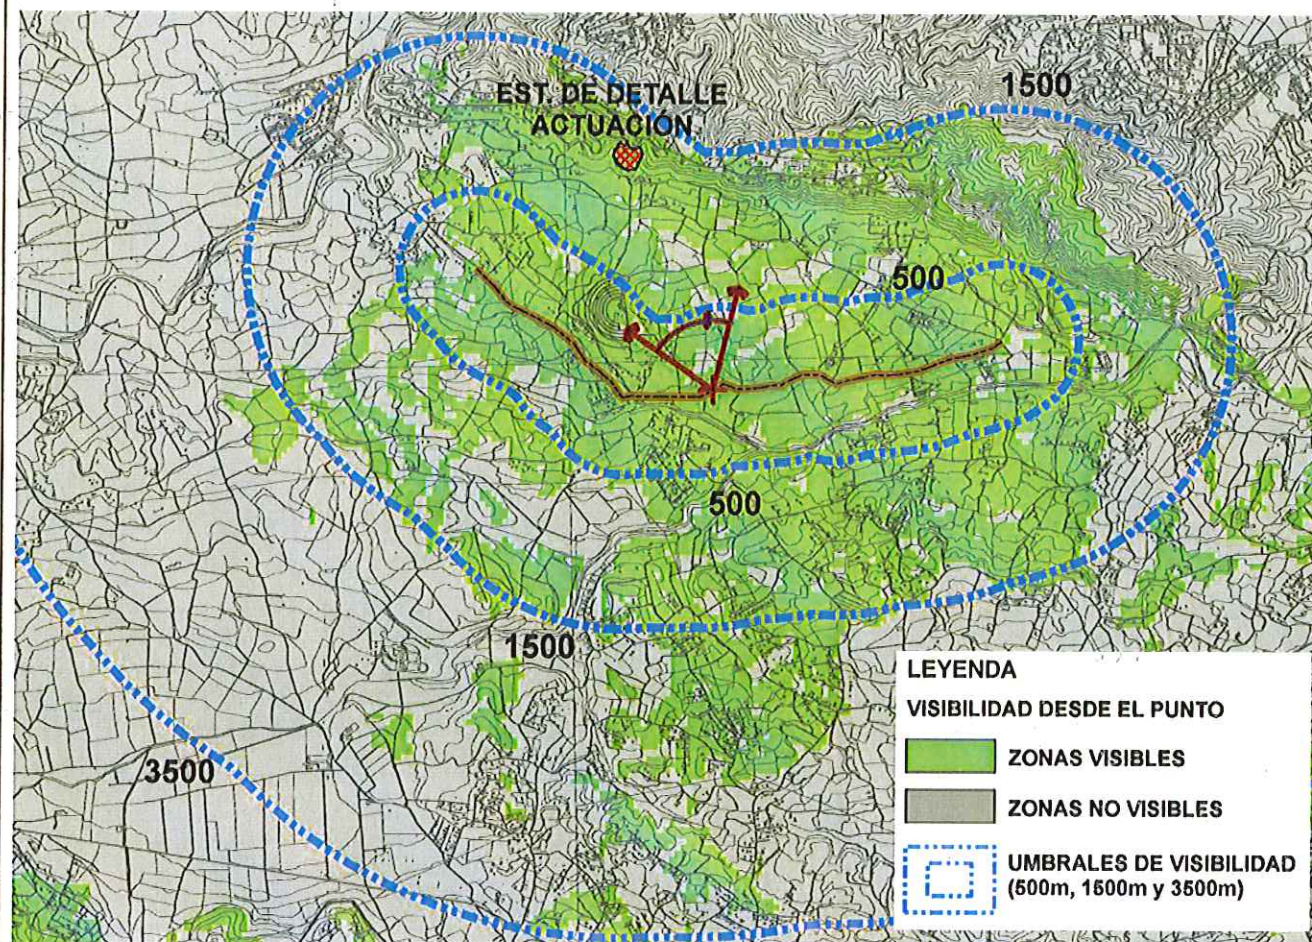 1500
EST. DE DETALLE
ACTUACIÓN
500
500
1500
3500
LEYENDA
VISIBILIDAD DESDE EL PUNTO
ZONAS VISIBLES
ZONAS NO VISIBLES
UMBRALES DE VISIBILIDAD
(500m, 1500m y 3500m)